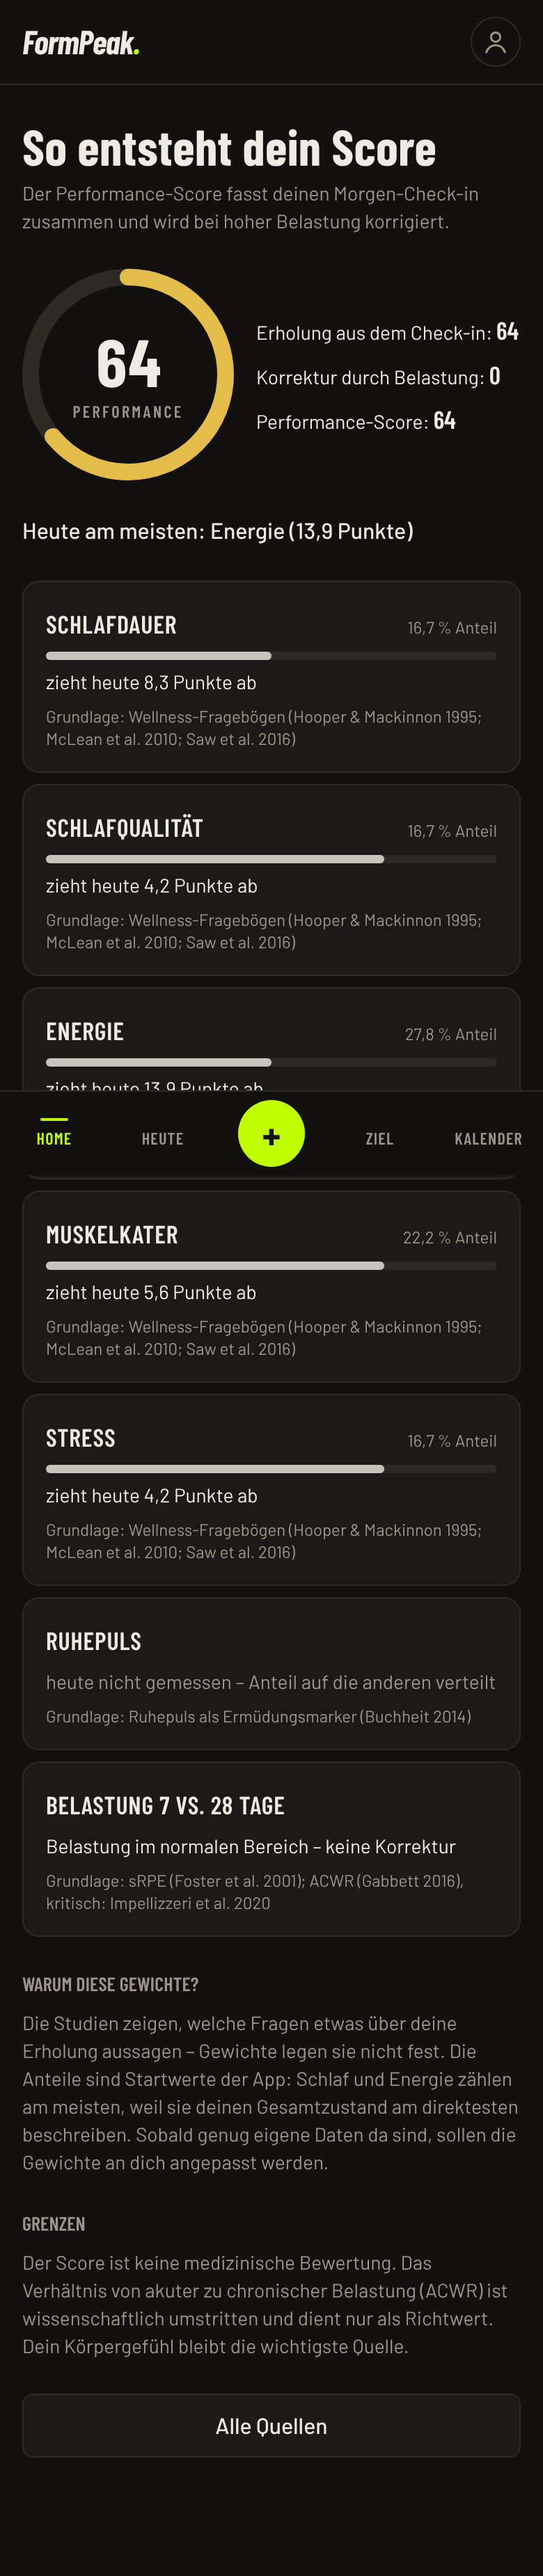 FormPeak.
So entsteht dein Score
Der Performance-Score fasst deinen Morgen-Check-in
zusammen und wird bei hoher Belastung korrigiert.
64
PERFORMANCE
Erholung aus dem Check-in: 64
Korrektur durch Belastung: 0
Performance-Score: 64
Heute am meisten: Energie (13,9 Punkte)
SCHLAFDAUER
16,7 % Anteil
zieht heute 8,3 Punkte ab
Grundlage: Wellness-Fragebögen (Hooper & Mackinnon 1995;
McLean et al. 2010; Saw et al. 2016)
SCHLAFQUALITÄT
16,7 % Anteil
zieht heute 4,2 Punkte ab
Grundlage: Wellness-Fragebögen (Hooper & Mackinnon 1995;
McLean et al. 2010; Saw et al. 2016)
ENERGIE
27,8 % Anteil
zieht heute 13,9 Punkte ab
HOME
HEUTE
+
ZIEL
KALENDER
MUSKELKATER
22,2 % Anteil
zieht heute 5,6 Punkte ab
Grundlage: Wellness-Fragebögen (Hooper & Mackinnon 1995;
McLean et al. 2010; Saw et al. 2016)
STRESS
16,7 % Anteil
zieht heute 4,2 Punkte ab
Grundlage: Wellness-Fragebögen (Hooper & Mackinnon 1995;
McLean et al. 2010; Saw et al. 2016)
RUHEPULS
heute nicht gemessen – Anteil auf die anderen verteilt
Grundlage: Ruhepuls als Ermüdungsmarker (Buchheit 2014)
BELASTUNG 7 VS. 28 TAGE
Belastung im normalen Bereich – keine Korrektur
Grundlage: sRPE (Foster et al. 2001); ACWR (Gabbett 2016),
kritisch: Impellizzeri et al. 2020
WARUM DIESE GEWICHTE?
Die Studien zeigen, welche Fragen etwas über deine
Erholung aussagen – Gewichte legen sie nicht fest. Die
Anteile sind Startwerte der App: Schlaf und Energie zählen
am meisten, weil sie deinen Gesamtzustand am direktesten
beschreiben. Sobald genug eigene Daten da sind, sollen die
Gewichte an dich angepasst werden.
GRENZEN
Der Score ist keine medizinische Bewertung. Das
Verhältnis von akuter zu chronischer Belastung (ACWR) ist
wissenschaftlich umstritten und dient nur als Richtwert.
Dein Körpergefühl bleibt die wichtigste Quelle.
Alle Quellen